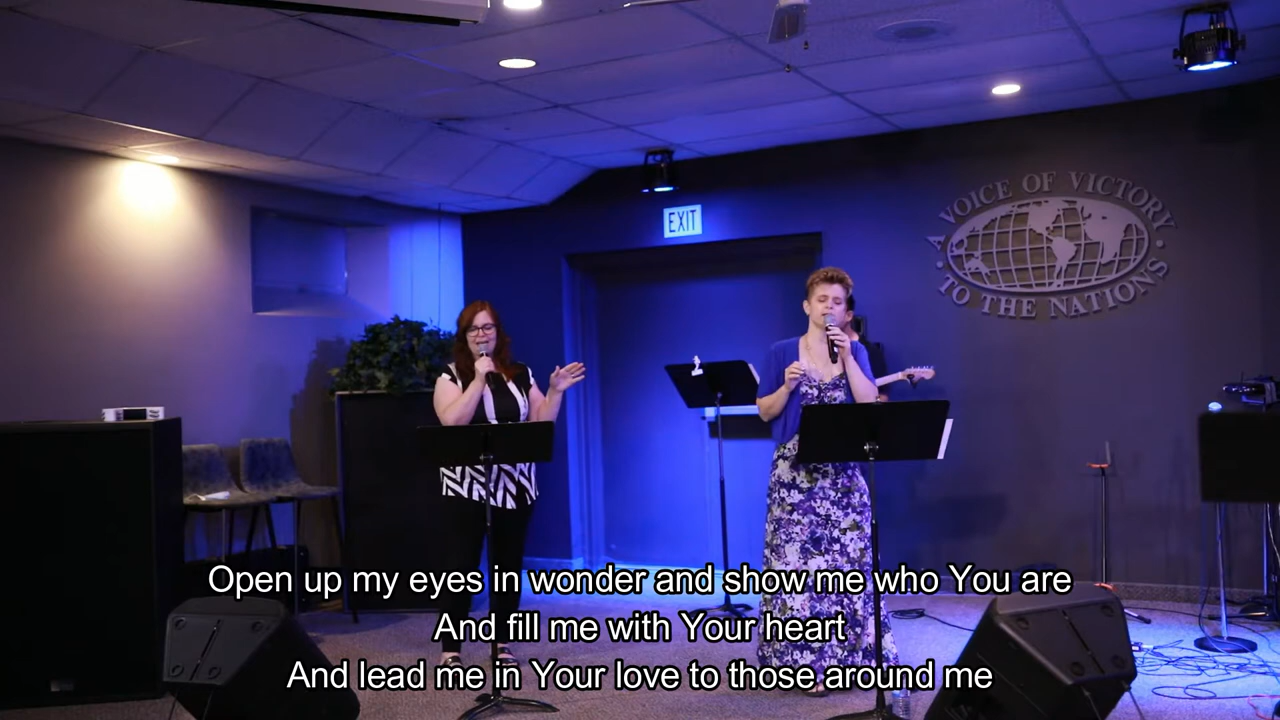 A VOICE OF VICTORY
• TO THE NATIONS •
EXIT
Open up my eyes in wonder and show me who You are
And fill me with Your heart
And lead me in Your love to those around me